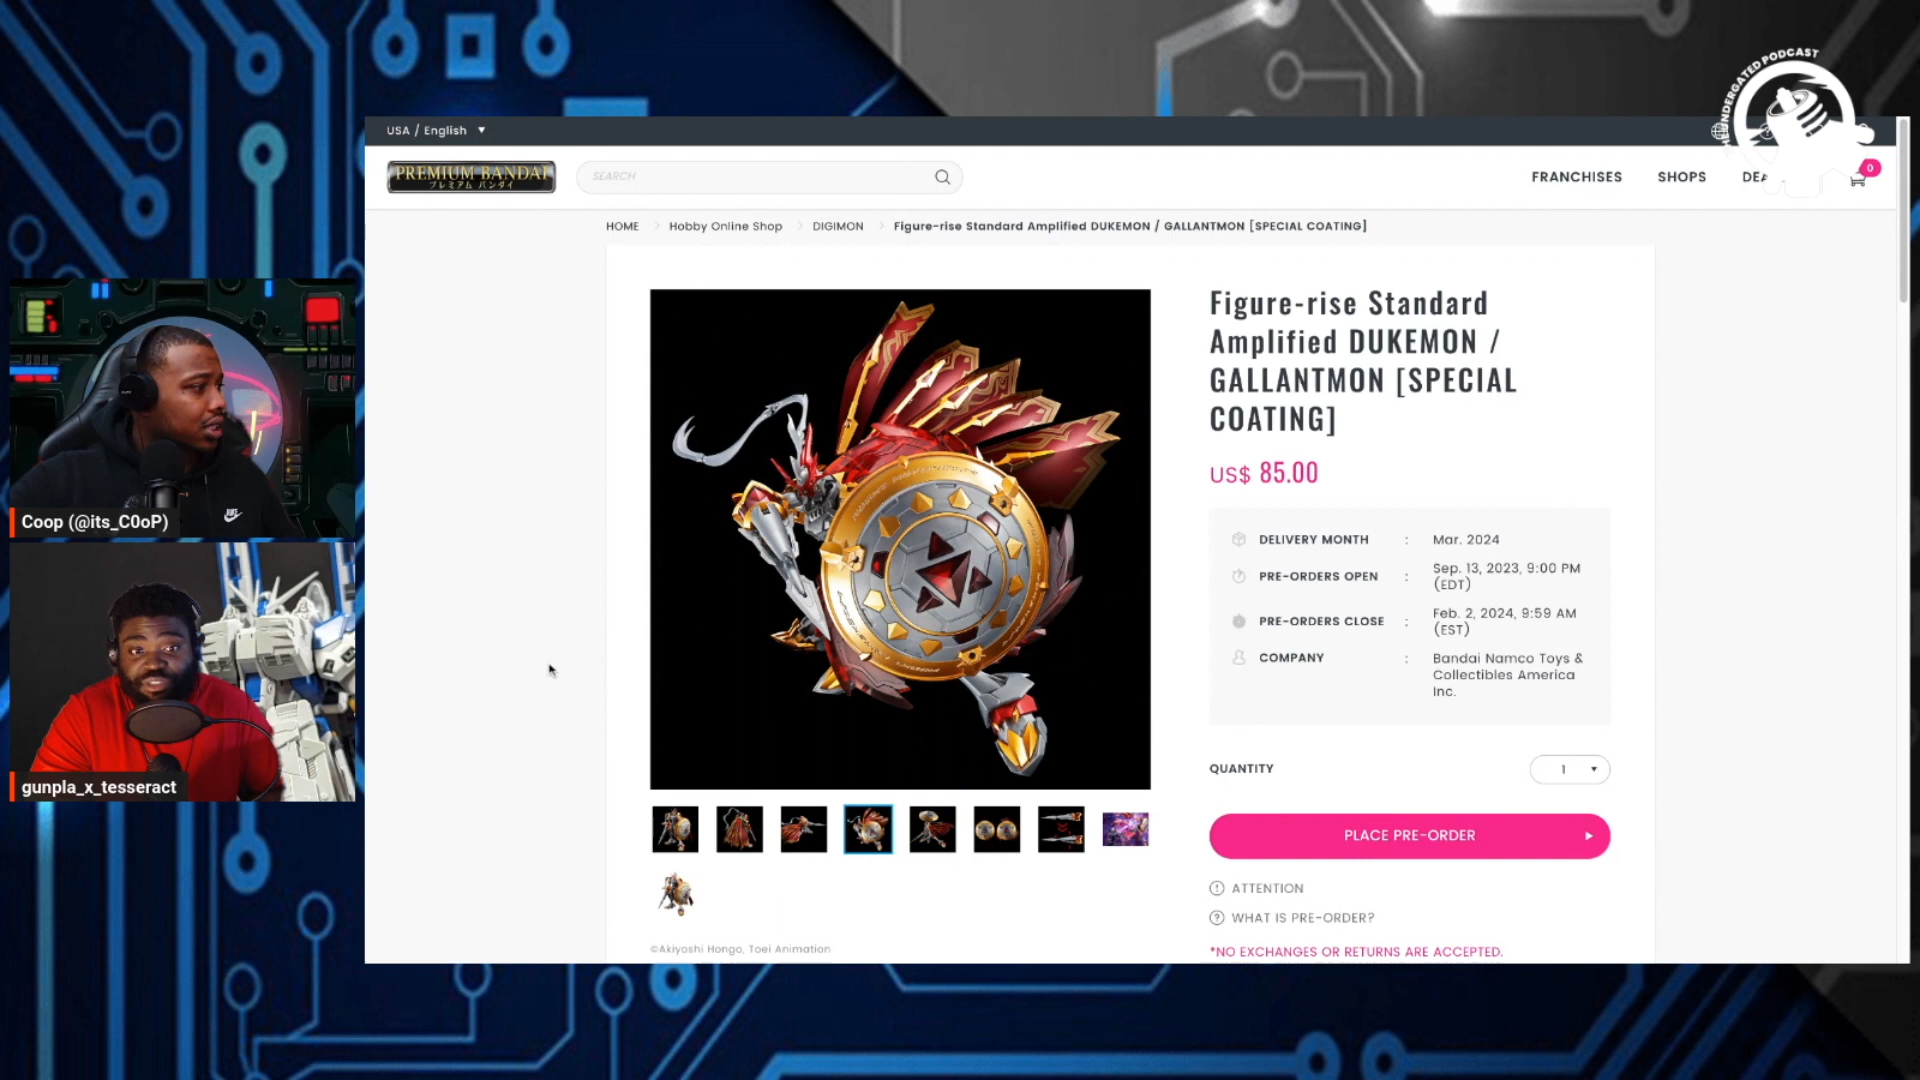 THE UNDERGATED PODCAST
USA / English
PREMIUM BANDAI
プレミアム バンダイ
SEARCH
FRANCHISES
SHOPS
0
HOME
Hobby Online Shop
DIGIMON
Figure-rise Standard Amplified DUKEMON / GALLANTMON [SPECIAL COATING]
Figure-rise Standard
Amplified DUKEMON /
GALLANTMON [SPECIAL
COATING]
US$ 85.00
DELIVERY MONTH : Mar. 2024
PRE-ORDERS OPEN : Sep. 13, 2023, 9:00 PM
(EDT)
PRE-ORDERS CLOSE : Feb. 2, 2024, 9:59 AM
(EST)
COMPANY : Bandai Namco Toys &
Collectibles America
Inc.
QUANTITY
1
PLACE PRE-ORDER
ATTENTION
WHAT IS PRE-ORDER?
*NO EXCHANGES OR RETURNS ARE ACCEPTED.
©Akiyoshi Hongo, Toei Animation
NIKE
Coop (@its_C0oP)
gunpla_x_tesseract